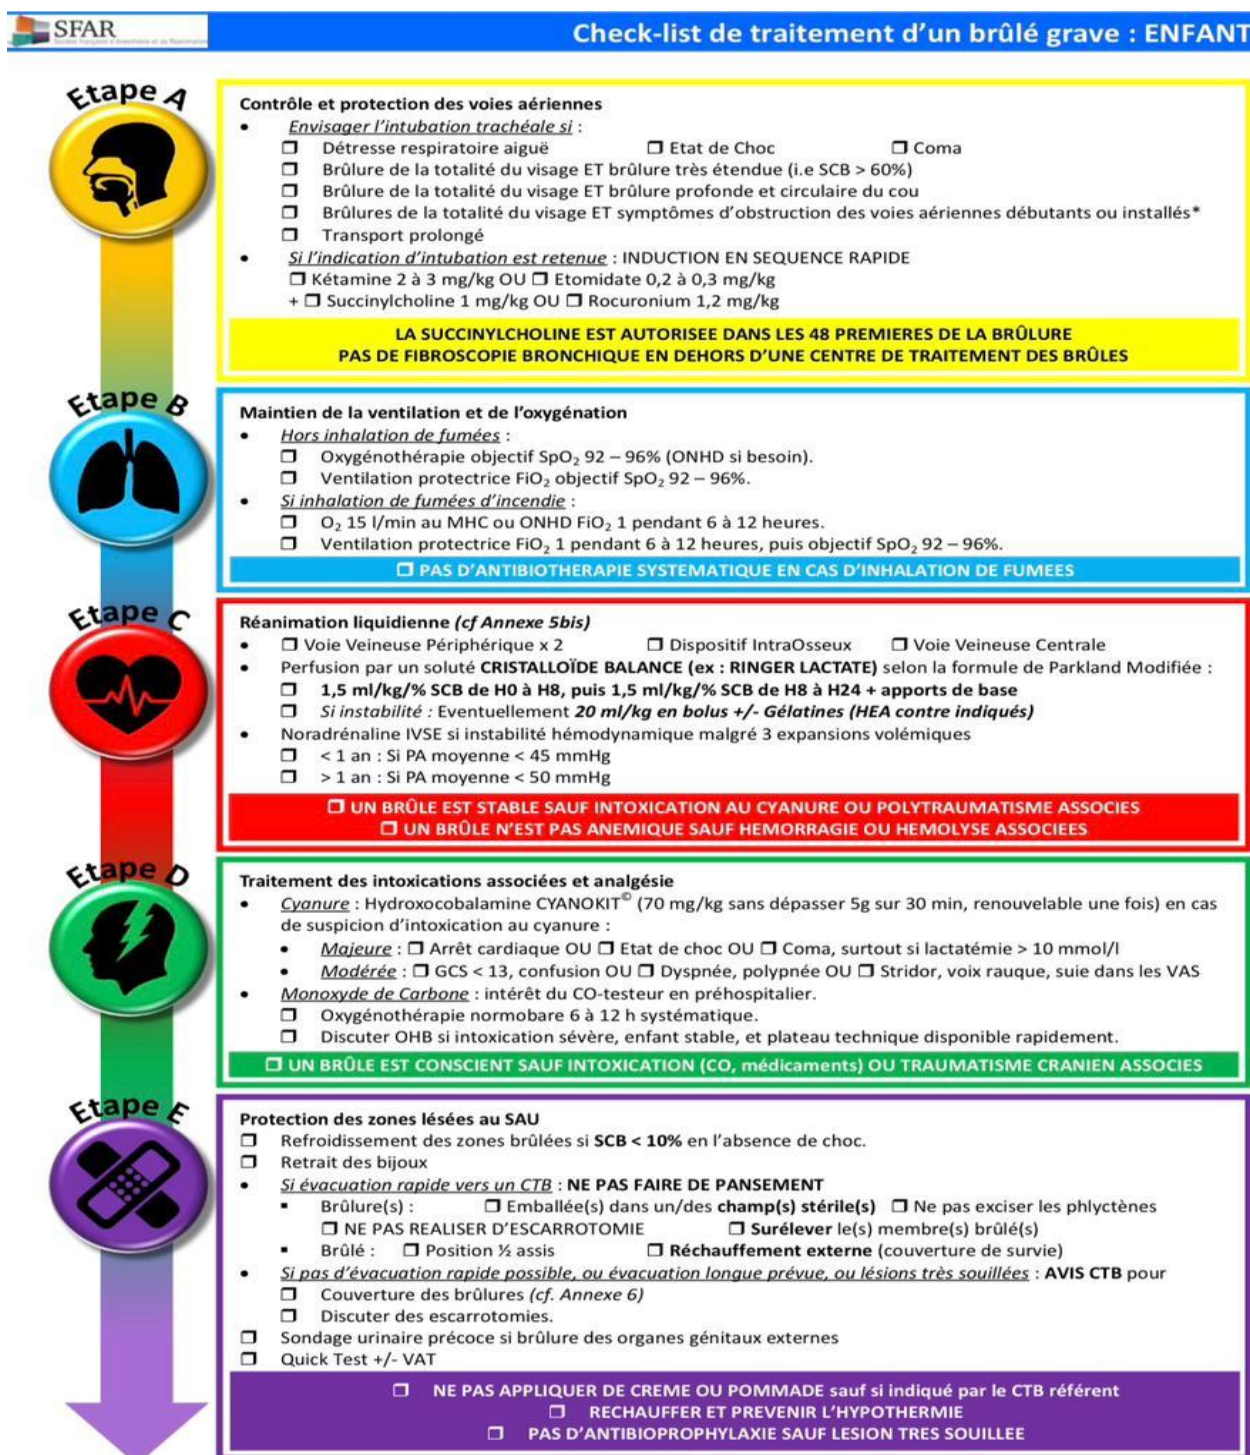 SFAR
Société Française d'Anesthésie et de Réanimation
Check-list de traitement d'un brûlé grave : ENFANT
Etape A
Contrôle et protection des voies aériennes
• Envisager l'intubation trachéale si :
❒ Détresse respiratoire aiguë ❒ Etat de Choc ❒ Coma
❒ Brûlure de la totalité du visage ET brûlure très étendue (i.e SCB > 60%)
❒ Brûlure de la totalité du visage ET brûlure profonde et circulaire du cou
❒ Brûlures de la totalité du visage ET symptômes d'obstruction des voies aériennes débutants ou installés*
❒ Transport prolongé
• Si l'indication d'intubation est retenue : INDUCTION EN SEQUENCE RAPIDE
❒ Kétamine 2 à 3 mg/kg OU ❒ Etomidate 0,2 à 0,3 mg/kg
+ ❒ Succinylcholine 1 mg/kg OU ❒ Rocuronium 1,2 mg/kg
LA SUCCINYLCHOLINE EST AUTORISEE DANS LES 48 PREMIERES DE LA BRÛLURE
PAS DE FIBROSCOPIE BRONCHIQUE EN DEHORS D'UNE CENTRE DE TRAITEMENT DES BRÛLES
Etape B
Maintien de la ventilation et de l'oxygénation
• Hors inhalation de fumées :
❒ Oxygénothérapie objectif SpO₂ 92 – 96% (ONHD si besoin).
❒ Ventilation protectrice FiO₂ objectif SpO₂ 92 – 96%.
• Si inhalation de fumées d'incendie :
❒ O₂ 15 l/min au MHC ou ONHD FiO₂ 1 pendant 6 à 12 heures.
❒ Ventilation protectrice FiO₂ 1 pendant 6 à 12 heures, puis objectif SpO₂ 92 – 96%.
❒ PAS D'ANTIBIOTHERAPIE SYSTEMATIQUE EN CAS D'INHALATION DE FUMEES
Etape C
Réanimation liquidienne (cf Annexe 5bis)
• ❒ Voie Veineuse Périphérique x 2 ❒ Dispositif IntraOsseux ❒ Voie Veineuse Centrale
• Perfusion par un soluté CRISTALLOÏDE BALANCE (ex : RINGER LACTATE) selon la formule de Parkland Modifiée :
❒ 1,5 ml/kg/% SCB de H0 à H8, puis 1,5 ml/kg/% SCB de H8 à H24 + apports de base
❒ Si instabilité : Eventuellement 20 ml/kg en bolus +/- Gélatines (HEA contre indiqués)
• Noradrénaline IVSE si instabilité hémodynamique malgré 3 expansions volémiques
❒ < 1 an : Si PA moyenne < 45 mmHg
❒ > 1 an : Si PA moyenne < 50 mmHg
❒ UN BRÛLE EST STABLE SAUF INTOXICATION AU CYANURE OU POLYTRAUMATISME ASSOCIES
❒ UN BRÛLE N'EST PAS ANEMIQUE SAUF HEMORRAGIE OU HEMOLYSE ASSOCIEES
Etape D
Traitement des intoxications associées et analgésie
• Cyanure : Hydroxocobalamine CYANOKIT© (70 mg/kg sans dépasser 5g sur 30 min, renouvelable une fois) en cas
de suspicion d'intoxication au cyanure :
• Majeure : ❒ Arrêt cardiaque OU ❒ Etat de choc OU ❒ Coma, surtout si lactatémie > 10 mmol/l
• Modérée : ❒ GCS < 13, confusion OU ❒ Dyspnée, polypnée OU ❒ Stridor, voix rauque, suie dans les VAS
• Monoxyde de Carbone : intérêt du CO-testeur en préhospitalier.
❒ Oxygénothérapie normobare 6 à 12 h systématique.
❒ Discuter OHB si intoxication sévère, enfant stable, et plateau technique disponible rapidement.
❒ UN BRÛLE EST CONSCIENT SAUF INTOXICATION (CO, médicaments) OU TRAUMATISME CRANIEN ASSOCIES
Etape E
Protection des zones lésées au SAU
❒ Refroidissement des zones brûlées si SCB < 10% en l'absence de choc.
❒ Retrait des bijoux
• Si évacuation rapide vers un CTB : NE PAS FAIRE DE PANSEMENT
▪ Brûlure(s) : ❒ Emballée(s) dans un/des champ(s) stérile(s) ❒ Ne pas exciser les phlyctènes
❒ NE PAS REALISER D'ESCARROTOMIE ❒ Surélever le(s) membre(s) brûlé(s)
▪ Brûlé : ❒ Position ½ assis ❒ Réchauffement externe (couverture de survie)
• Si pas d'évacuation rapide possible, ou évacuation longue prévue, ou lésions très souillées : AVIS CTB pour
❒ Couverture des brûlures (cf. Annexe 6)
❒ Discuter des escarrotomies.
❒ Sondage urinaire précoce si brûlure des organes génitaux externes
❒ Quick Test +/- VAT
❒ NE PAS APPLIQUER DE CREME OU POMMADE sauf si indiqué par le CTB référent
❒ RECHAUFFER ET PREVENIR L'HYPOTHERMIE
❒ PAS D'ANTIBIOPROPHYLAXIE SAUF LESION TRES SOUILLEE